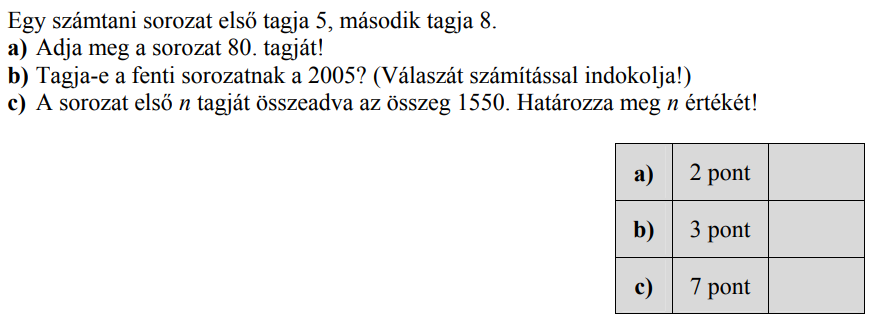 Egy számtani sorozat első tagja 5, második tagja 8.
a) Adja meg a sorozat 80. tagját!
b) Tagja-e a fenti sorozatnak a 2005? (Válaszát számítással indokolja!)
c) A sorozat első n tagját összeadva az összeg 1550. Határozza meg n értékét!
a) 2 pont
b) 3 pont
c) 7 pont